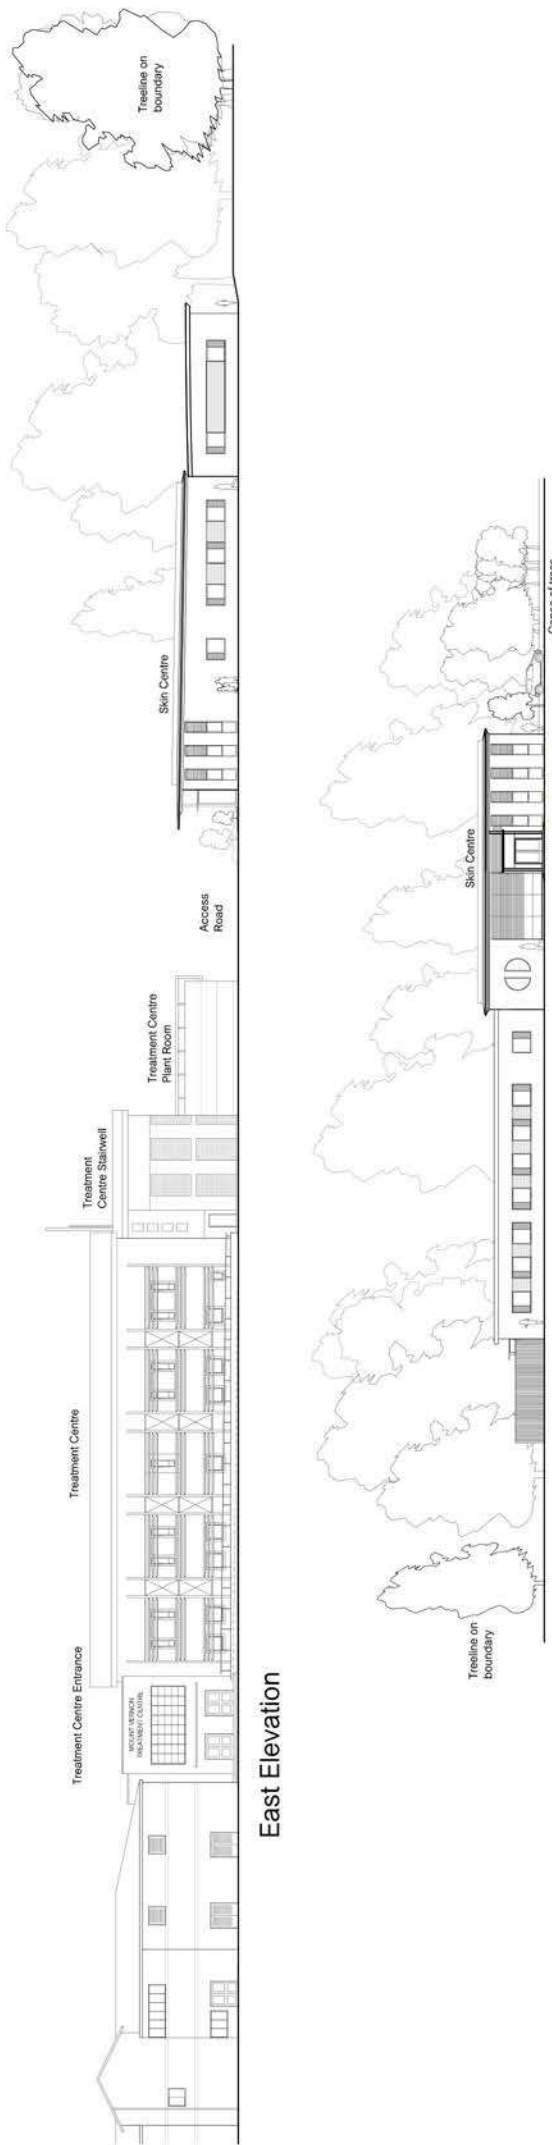 Treatment Centre Entrance
MOUNT VERNON
TREATMENT CENTRE
Treatment Centre
Treatment
Centre Stairwell
Treatment Centre
Plant Room
Access
Road
Skin Centre
Treeline on
boundary
East Elevation
Treeline on
boundary
Skin Centre